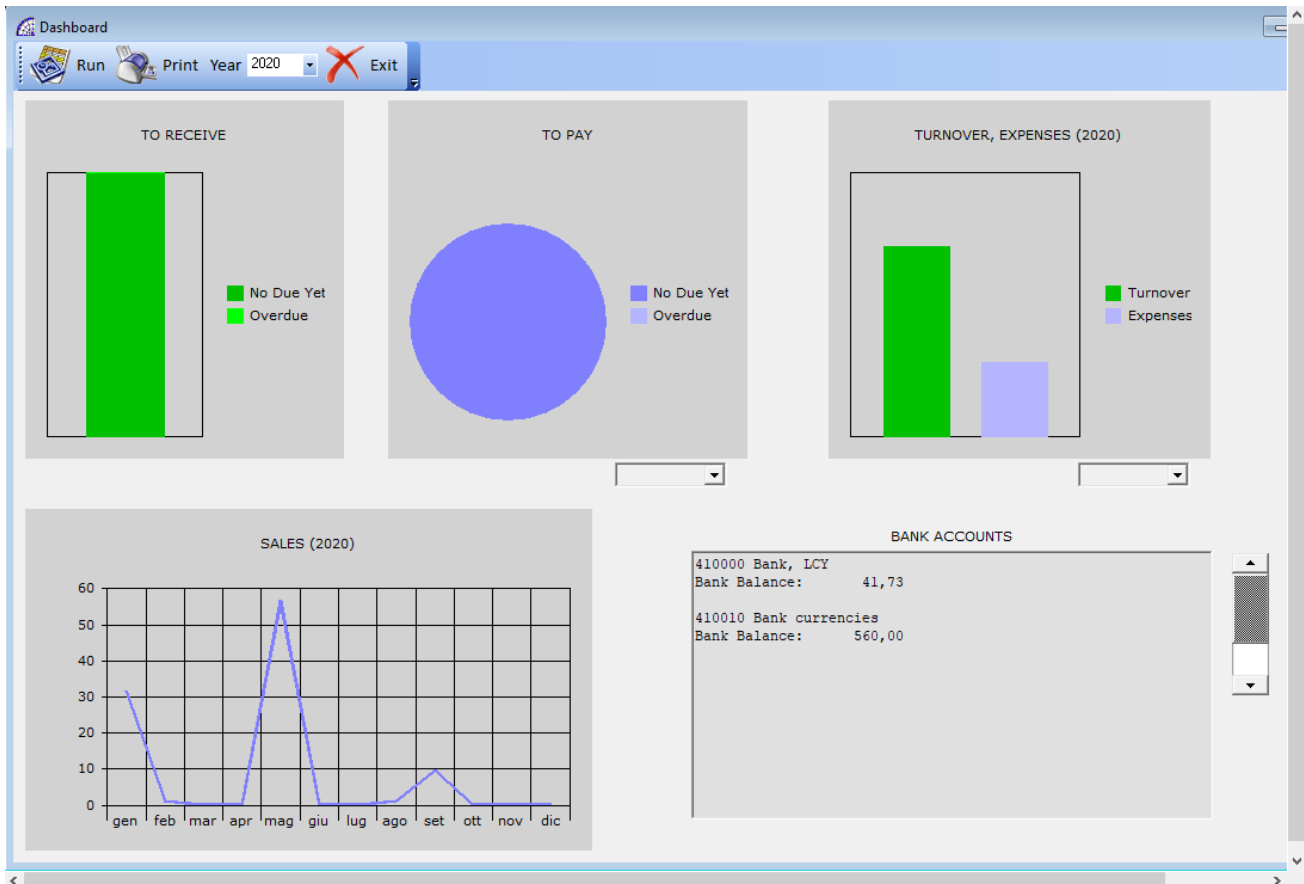 Dashboard
Run Print Year 2020 Exit
TO RECEIVE
No Due Yet
Overdue
TO PAY
No Due Yet
Overdue
TURNOVER, EXPENSES (2020)
Turnover
Expenses
SALES (2020)
60
50
40
30
20
10
0
gen feb mar apr mag giu lug ago set ott nov dic
BANK ACCOUNTS
410000 Bank, LCY
Bank Balance: 41,73
410010 Bank currencies
Bank Balance: 560,00